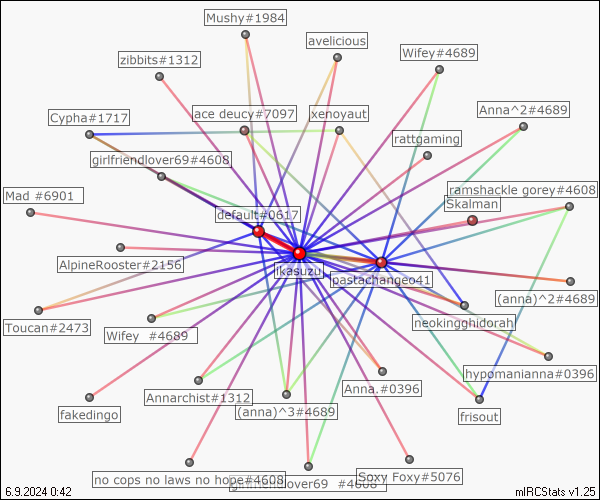 Mushy#1984
avelicious
Wifey#4689
zibbits#1312
Cypha#1717
ace deucy#7097
xenoyaut
Anna^2#4689
rattgaming
girlfriendlover69#4608
Mad #6901
ramshackle gorey#4608
Skalman
default#0617
AlpineRooster#2156
ikasuzu
pastachangeo41
(anna)^2#4689
Toucan#2473
Wifey  #4689
neokingghidorah
hypomanianna#0396
Annarchist#1312
(anna)^3#4689
Anna.#0396
fakedingo
frisout
no cops no laws no hope#4608
girlfriendlover69  #4608
Soxy Foxy#5076
6.9.2024 0:42
mIRCStats v1.25